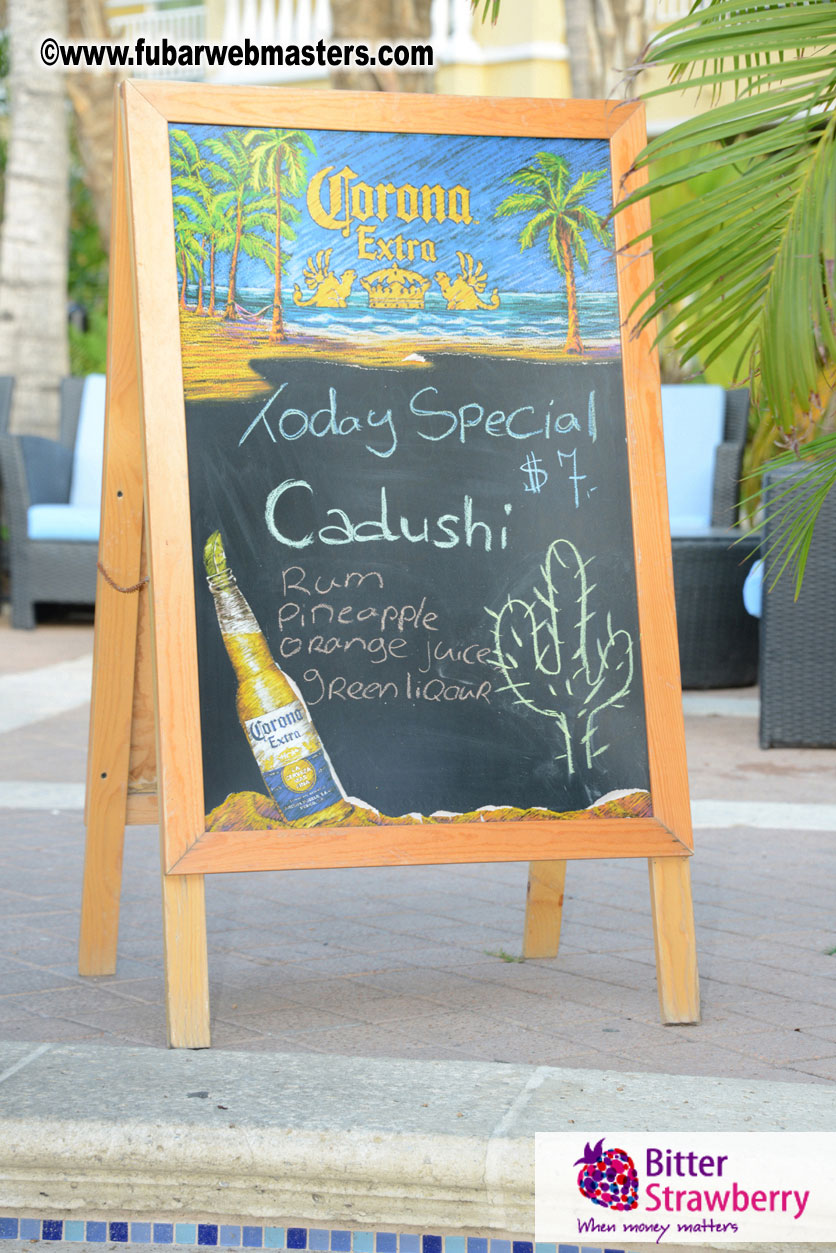 ©www.fubarwebmasters.com
Corona
Extra
Today Special
$7,-
Cadushi
Rum
pineapple
orange juice
green liqour
Corona
Extra
Bitter
Strawberry
When money matters